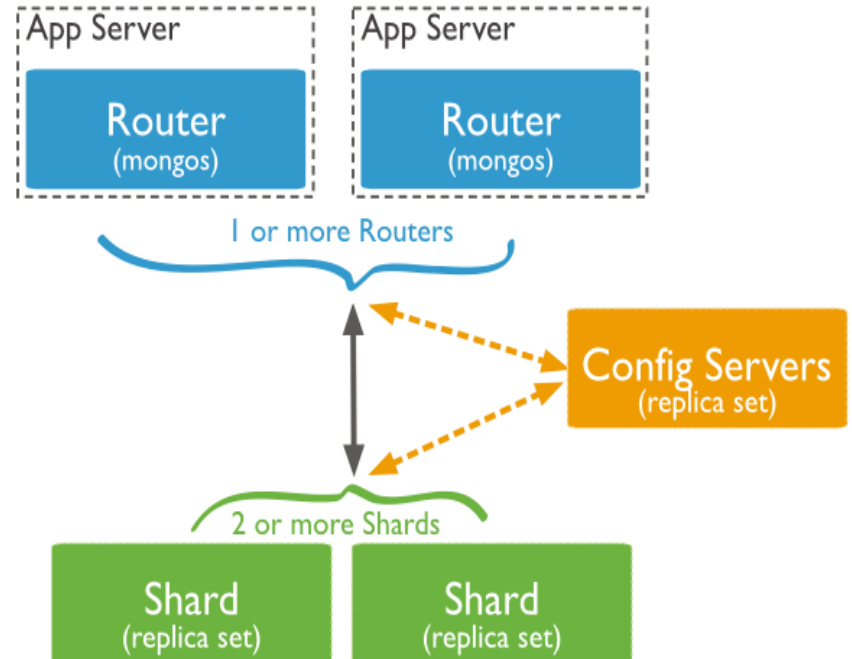 App Server
Router
(mongos)
App Server
Router
(mongos)
1 or more Routers
Config Servers
(replica set)
2 or more Shards
Shard
(replica set)
Shard
(replica set)